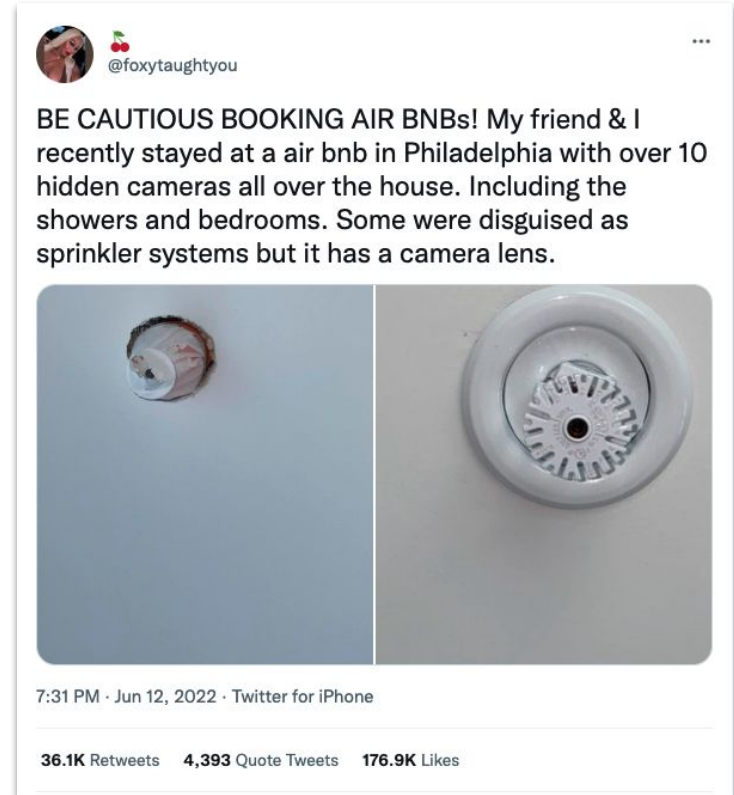 @foxytaughtyou
BE CAUTIOUS BOOKING AIR BNBs! My friend & I
recently stayed at a air bnb in Philadelphia with over 10
hidden cameras all over the house. Including the
showers and bedrooms. Some were disguised as
sprinkler systems but it has a camera lens.
7:31 PM · Jun 12, 2022 · Twitter for iPhone
36.1K Retweets 4,393 Quote Tweets 176.9K Likes